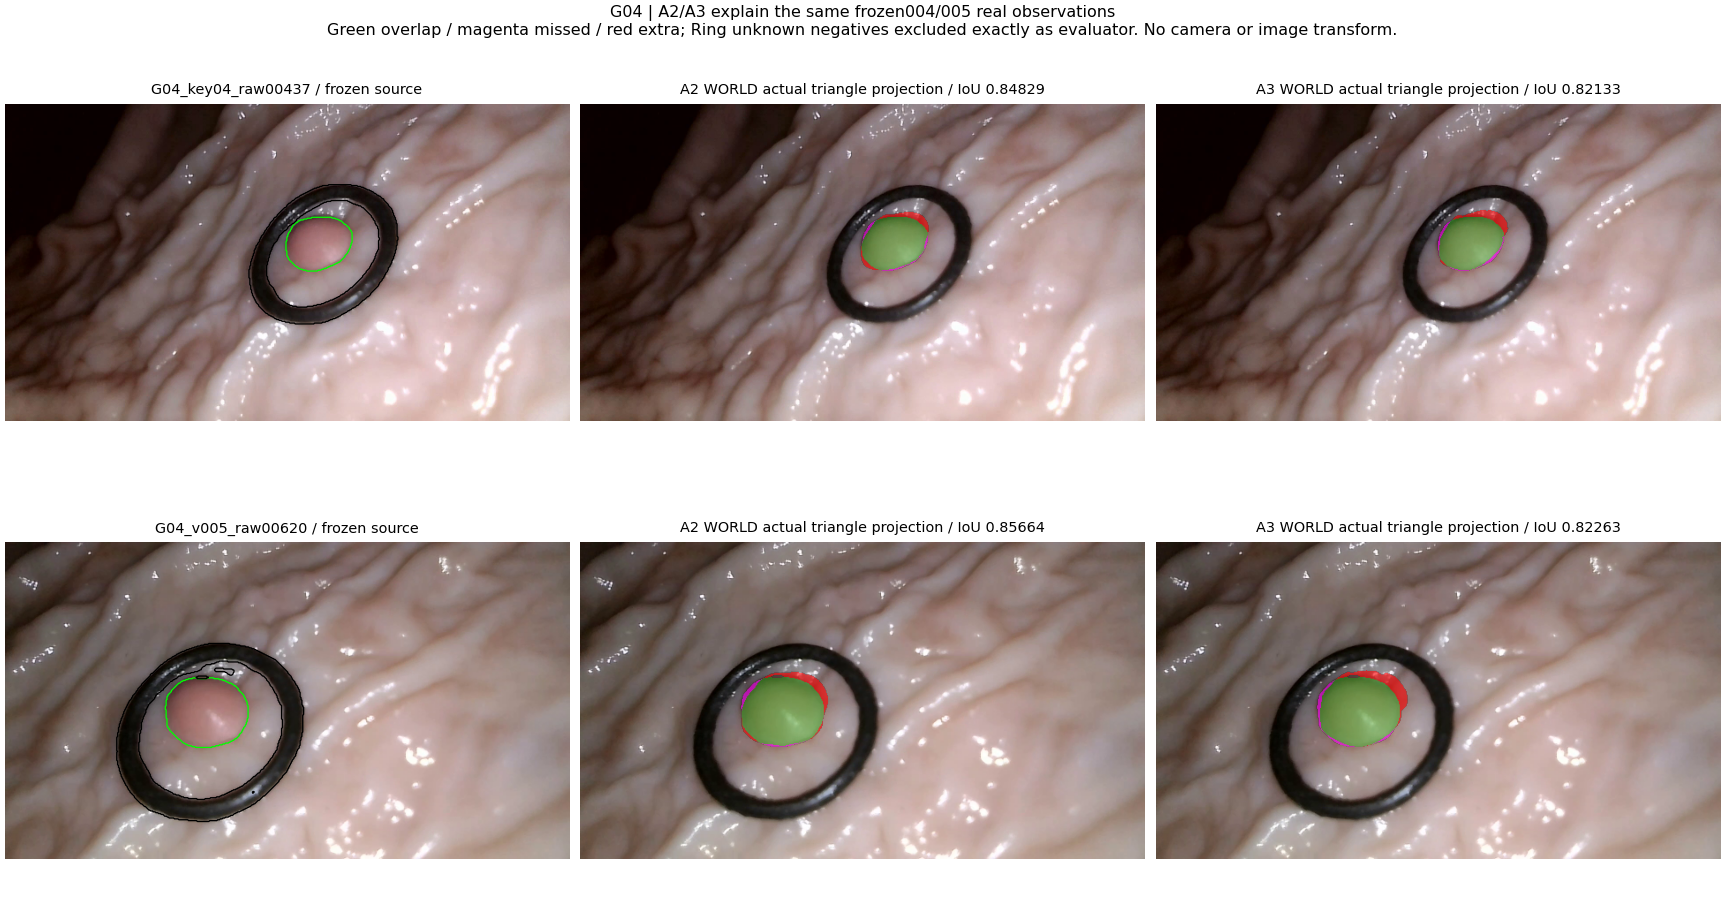 G04 | A2/A3 explain the same frozen004/005 real observations
Green overlap / magenta missed / red extra; Ring unknown negatives excluded exactly as evaluator. No camera or image transform.
G04_key04_raw00437 / frozen source
A2 WORLD actual triangle projection / IoU 0.84829
A3 WORLD actual triangle projection / IoU 0.82133
G04_v005_raw00620 / frozen source
A2 WORLD actual triangle projection / IoU 0.85664
A3 WORLD actual triangle projection / IoU 0.82263